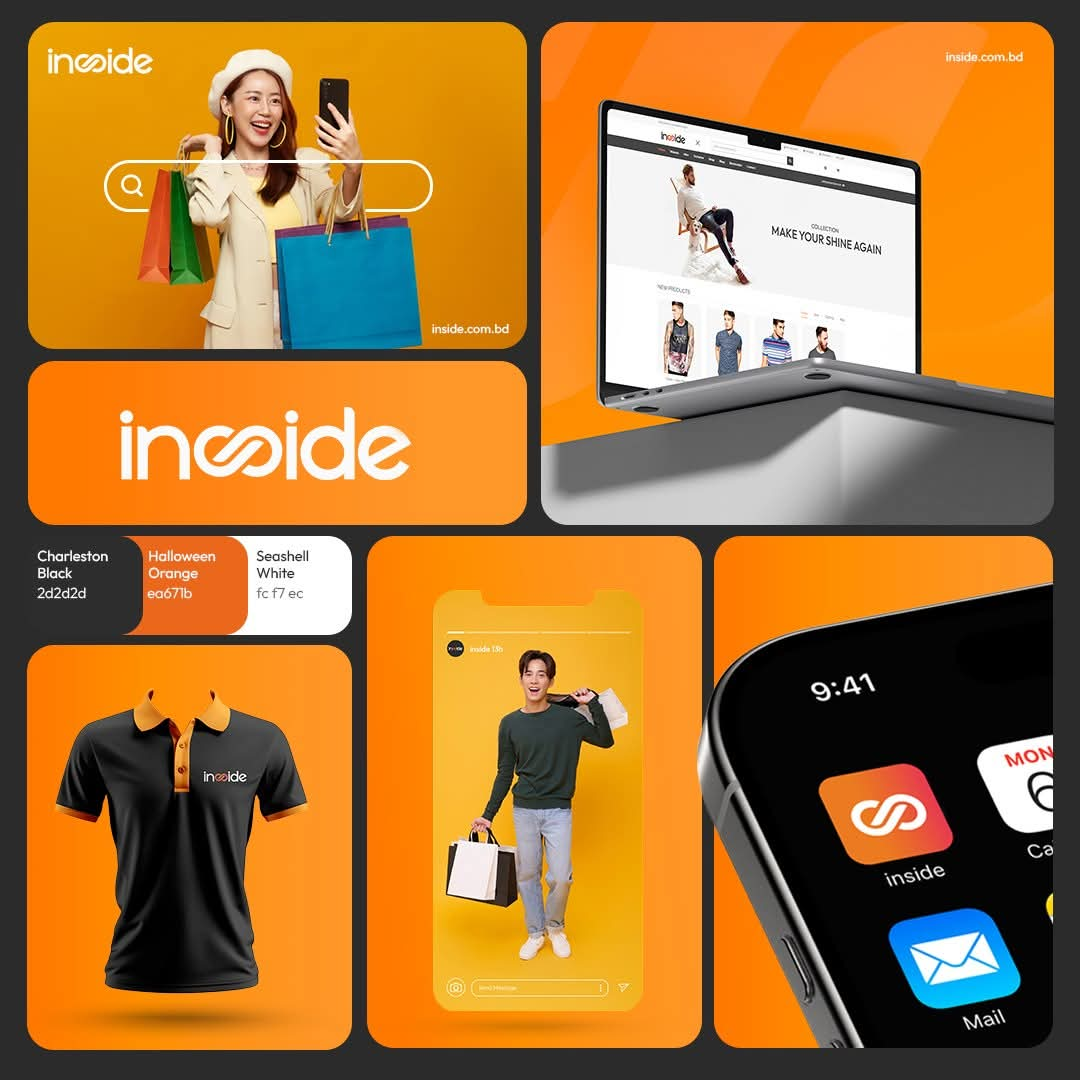 inside
inside.com.bd
inside.com.bd
inside
COLLECTION
MAKE YOUR SHINE AGAIN
NEW PRODUCTS
inside
Charleston
Black
2d2d2d
Halloween
Orange
ea671b
Seashell
White
fc f7 ec
inside
inside 13h
Send Message
9:41
MON
6
inside
Ca
Mail